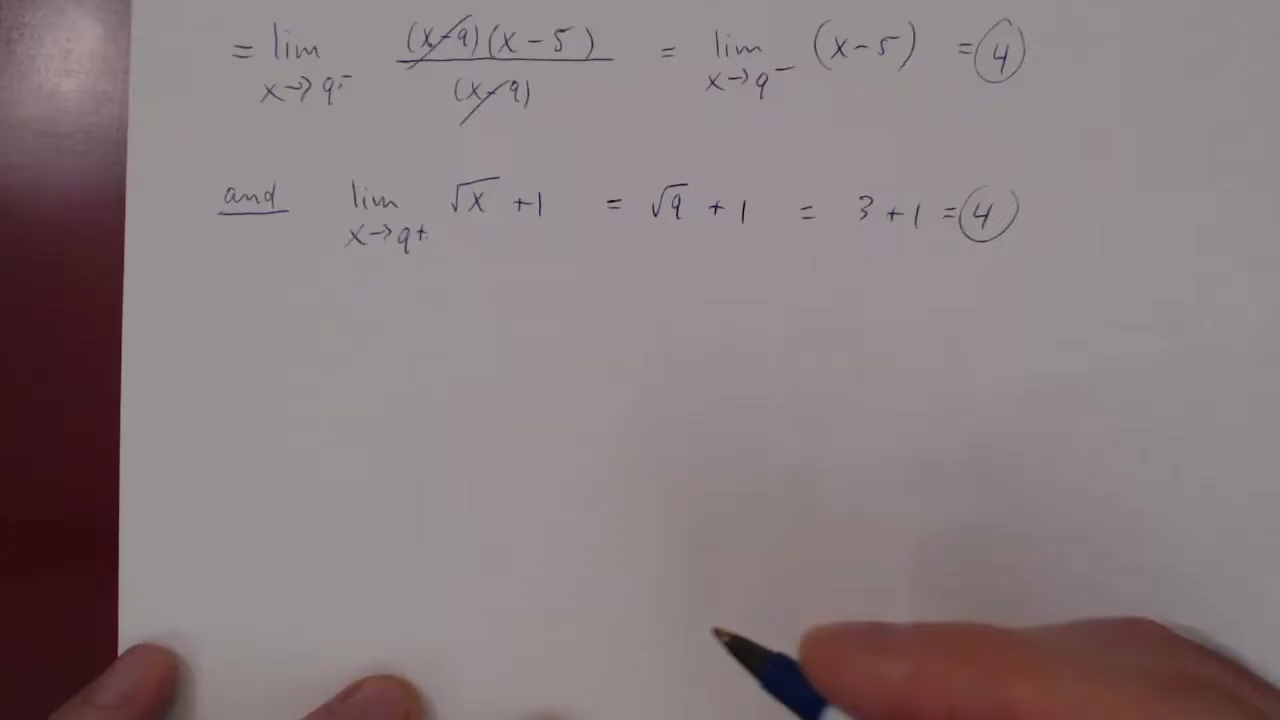 = lim x→9⁻ (x-9)(x-5) / (x-9) = lim x→9⁻ (x-5) = 4
and lim x→9+ √x +1 = √9 + 1 = 3 + 1 = 4